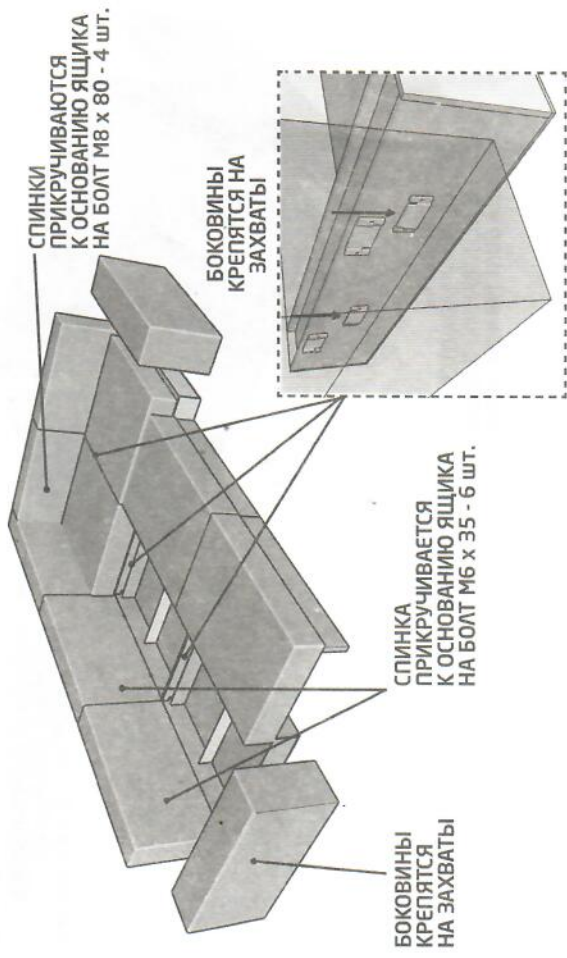 СПИНКИ
ПРИКРУЧИВАЮТСЯ
К ОСНОВАНИЮ ЯЩИКА
НА БОЛТ М8 х 80 - 4 шт.
БОКОВИНЫ
КРЕПЯТСЯ НА
ЗАХВАТЫ
СПИНКА
ПРИКРУЧИВАЕТСЯ
К ОСНОВАНИЮ ЯЩИКА
НА БОЛТ М6 х 35 - 6 шт.
БОКОВИНЫ
КРЕПЯТСЯ
НА ЗАХВАТЫ